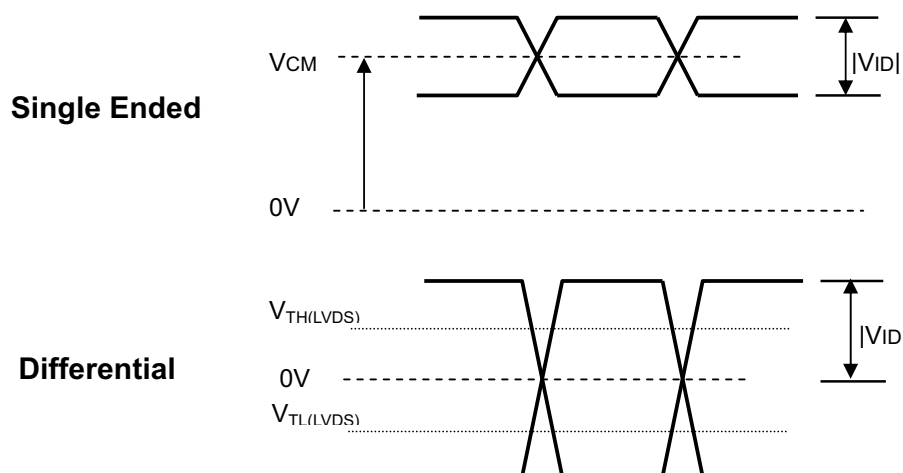 VCM
|VID|
Single Ended
0V
VTH(LVDS)
|VID
Differential
0V
VTL(LVDS)